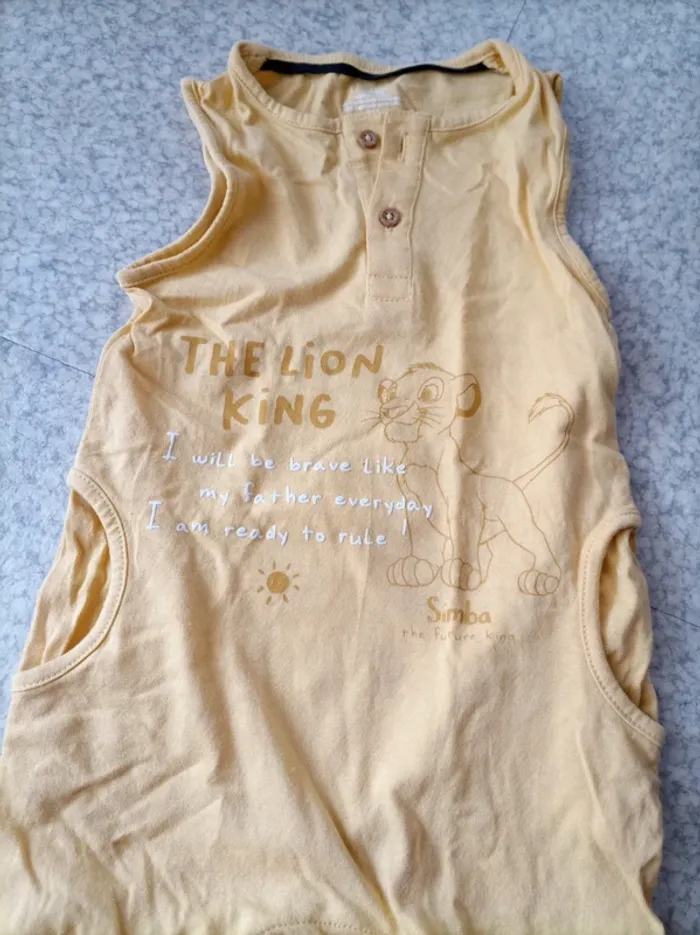 THE LiON
KiNG
I will be brave like
my father everyday
I am ready to rule !
Simba
the future king